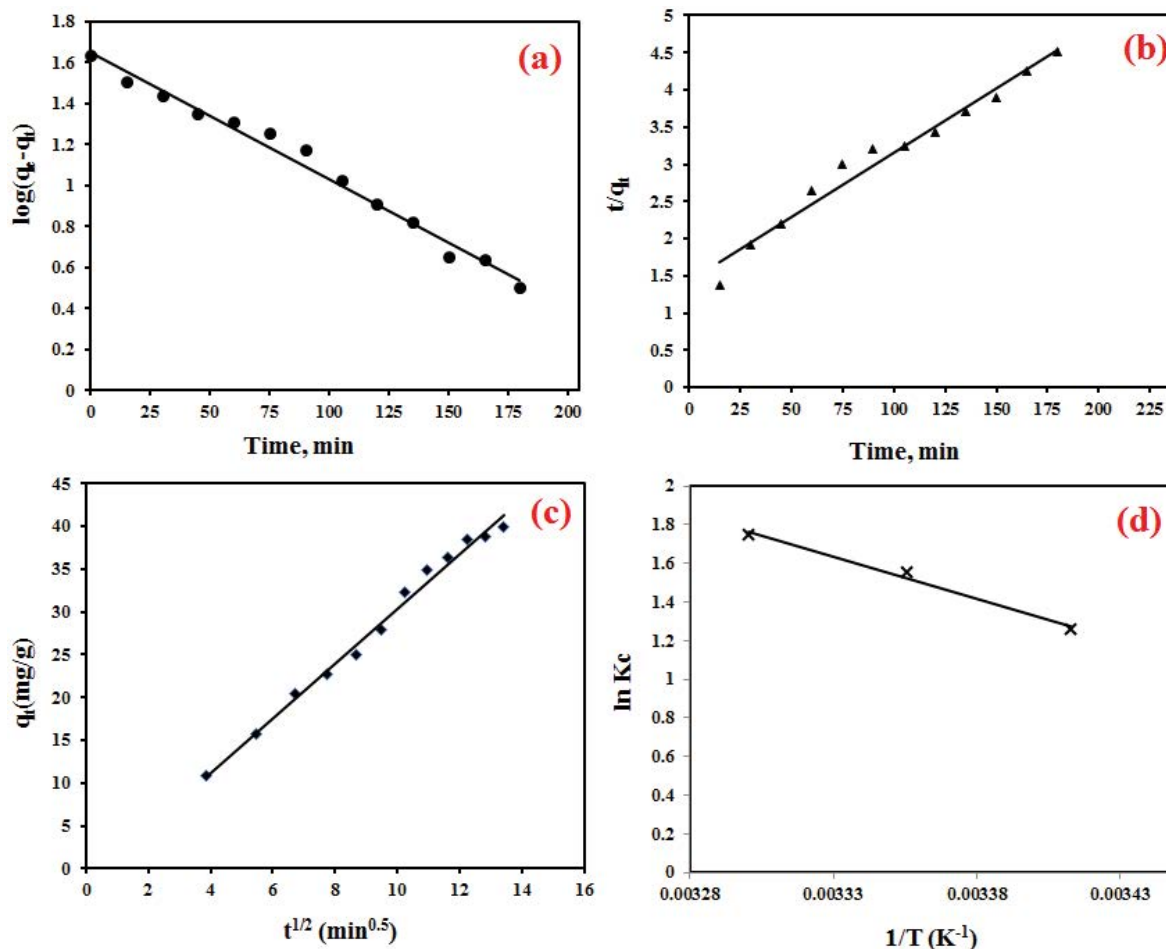 1.8
1.6
1.4
1.2
1
0.8
0.6
0.4
0.2
0
log(qe-qt)
(a)
0 25 50 75 100 125 150 175 200
Time, min
5
4.5
4
3.5
3
2.5
2
1.5
1
0.5
0
t/qt
(b)
0 25 50 75 100 125 150 175 200 225
Time, min
45
40
35
30
25
20
15
10
5
0
qt(mg/g)
(c)
0 2 4 6 8 10 12 14 16
t1/2 (min0.5)
2
1.8
1.6
1.4
1.2
1
0.8
0.6
0.4
0.2
0
ln Kc
(d)
0.00328 0.00333 0.00338 0.00343
1/T (K-1)